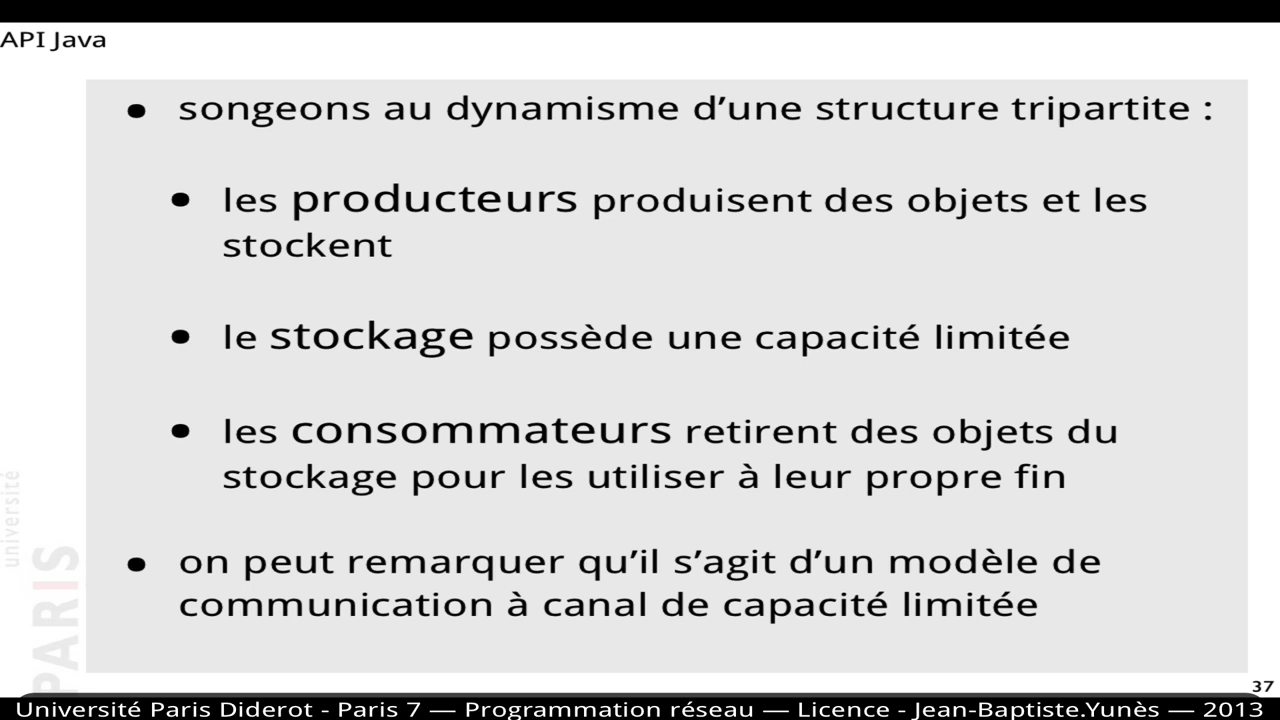 API Java
• songeons au dynamisme d’une structure tripartite :
• les producteurs produisent des objets et les
stockent
• le stockage possède une capacité limitée
• les consommateurs retirent des objets du
stockage pour les utiliser à leur propre fin
• on peut remarquer qu’il s’agit d’un modèle de
communication à canal de capacité limitée
université
PARIS
37
Université Paris Diderot - Paris 7 — Programmation réseau — Licence - Jean-Baptiste.Yunès — 2013